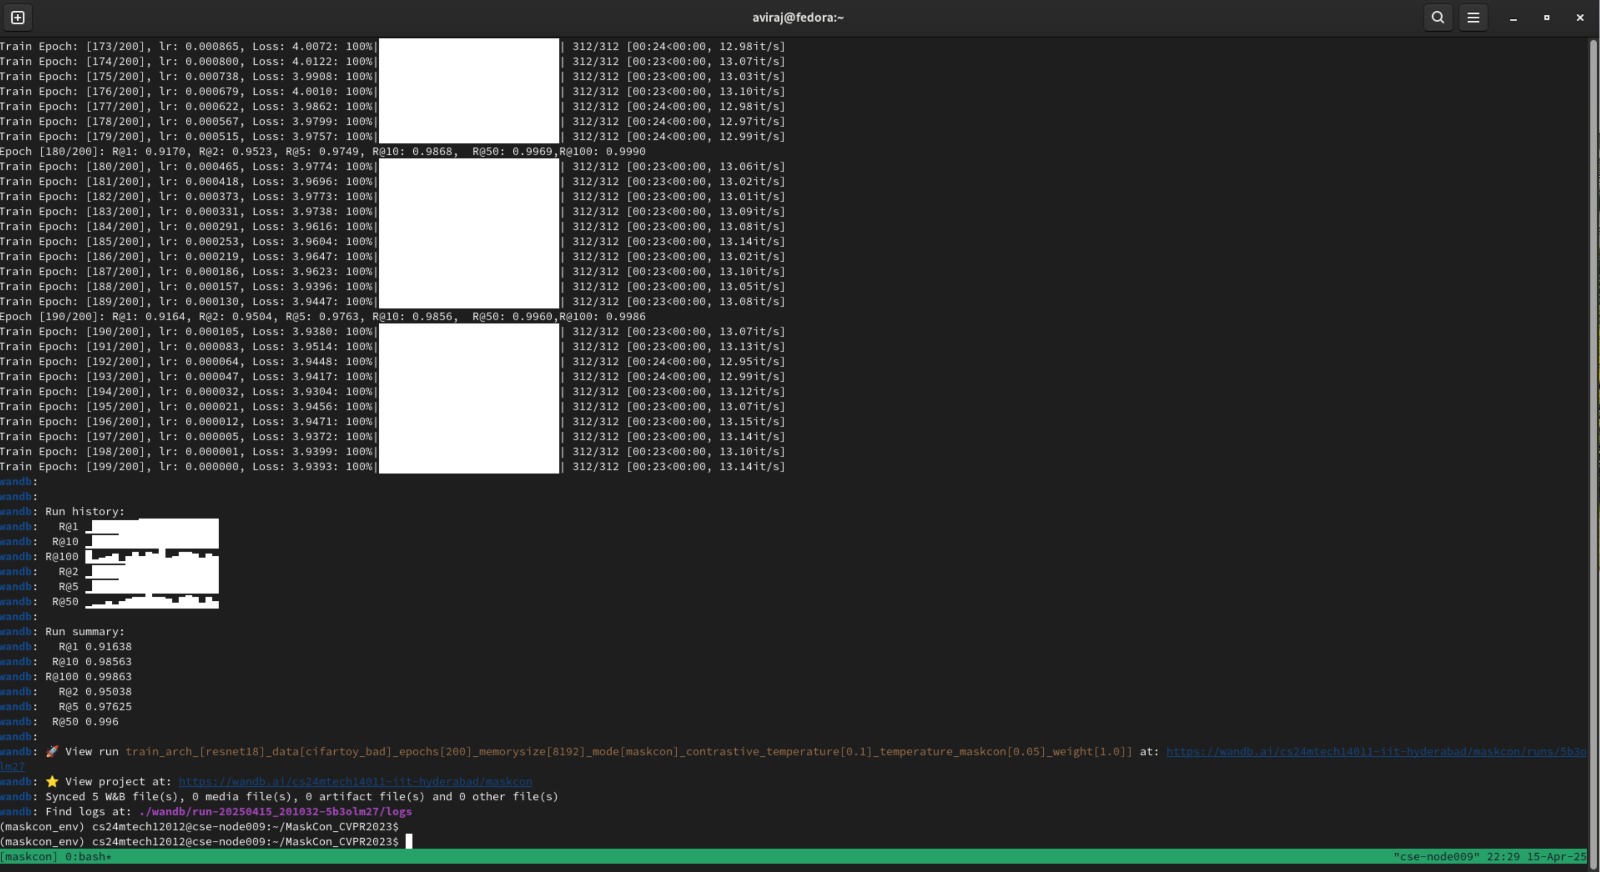 aviraj@fedora:~
Train Epoch: [173/200], lr: 0.000865, Loss: 4.0072: 100%| | 312/312 [00:24<00:00, 12.98it/s]
Train Epoch: [174/200], lr: 0.000800, Loss: 4.0122: 100%| | 312/312 [00:23<00:00, 13.07it/s]
Train Epoch: [175/200], lr: 0.000738, Loss: 3.9908: 100%| | 312/312 [00:23<00:00, 13.03it/s]
Train Epoch: [176/200], lr: 0.000679, Loss: 4.0010: 100%| | 312/312 [00:23<00:00, 13.10it/s]
Train Epoch: [177/200], lr: 0.000622, Loss: 3.9862: 100%| | 312/312 [00:24<00:00, 12.98it/s]
Train Epoch: [178/200], lr: 0.000567, Loss: 3.9799: 100%| | 312/312 [00:24<00:00, 12.97it/s]
Train Epoch: [179/200], lr: 0.000515, Loss: 3.9757: 100%| | 312/312 [00:24<00:00, 12.99it/s]
Epoch [180/200]: R@1: 0.9170, R@2: 0.9523, R@5: 0.9749, R@10: 0.9868,  R@50: 0.9969,R@100: 0.9990
Train Epoch: [180/200], lr: 0.000465, Loss: 3.9774: 100%| | 312/312 [00:23<00:00, 13.06it/s]
Train Epoch: [181/200], lr: 0.000418, Loss: 3.9696: 100%| | 312/312 [00:23<00:00, 13.02it/s]
Train Epoch: [182/200], lr: 0.000373, Loss: 3.9773: 100%| | 312/312 [00:23<00:00, 13.01it/s]
Train Epoch: [183/200], lr: 0.000331, Loss: 3.9738: 100%| | 312/312 [00:23<00:00, 13.09it/s]
Train Epoch: [184/200], lr: 0.000291, Loss: 3.9616: 100%| | 312/312 [00:23<00:00, 13.08it/s]
Train Epoch: [185/200], lr: 0.000253, Loss: 3.9604: 100%| | 312/312 [00:23<00:00, 13.14it/s]
Train Epoch: [186/200], lr: 0.000219, Loss: 3.9647: 100%| | 312/312 [00:23<00:00, 13.02it/s]
Train Epoch: [187/200], lr: 0.000186, Loss: 3.9623: 100%| | 312/312 [00:23<00:00, 13.10it/s]
Train Epoch: [188/200], lr: 0.000157, Loss: 3.9396: 100%| | 312/312 [00:23<00:00, 13.05it/s]
Train Epoch: [189/200], lr: 0.000130, Loss: 3.9447: 100%| | 312/312 [00:23<00:00, 13.08it/s]
Epoch [190/200]: R@1: 0.9164, R@2: 0.9504, R@5: 0.9763, R@10: 0.9856,  R@50: 0.9960,R@100: 0.9986
Train Epoch: [190/200], lr: 0.000105, Loss: 3.9380: 100%| | 312/312 [00:23<00:00, 13.07it/s]
Train Epoch: [191/200], lr: 0.000083, Loss: 3.9514: 100%| | 312/312 [00:23<00:00, 13.13it/s]
Train Epoch: [192/200], lr: 0.000064, Loss: 3.9448: 100%| | 312/312 [00:24<00:00, 12.95it/s]
Train Epoch: [193/200], lr: 0.000047, Loss: 3.9417: 100%| | 312/312 [00:24<00:00, 12.99it/s]
Train Epoch: [194/200], lr: 0.000032, Loss: 3.9304: 100%| | 312/312 [00:23<00:00, 13.12it/s]
Train Epoch: [195/200], lr: 0.000021, Loss: 3.9456: 100%| | 312/312 [00:23<00:00, 13.07it/s]
Train Epoch: [196/200], lr: 0.000012, Loss: 3.9471: 100%| | 312/312 [00:23<00:00, 13.15it/s]
Train Epoch: [197/200], lr: 0.000005, Loss: 3.9372: 100%| | 312/312 [00:23<00:00, 13.14it/s]
Train Epoch: [198/200], lr: 0.000001, Loss: 3.9399: 100%| | 312/312 [00:23<00:00, 13.10it/s]
Train Epoch: [199/200], lr: 0.000000, Loss: 3.9393: 100%| | 312/312 [00:23<00:00, 13.14it/s]
wandb:
wandb:
wandb: Run history:
wandb:   R@1
wandb:  R@10
wandb: R@100
wandb:   R@2
wandb:   R@5
wandb:  R@50
wandb:
wandb: Run summary:
wandb:   R@1 0.91638
wandb:  R@10 0.98563
wandb: R@100 0.99863
wandb:   R@2 0.95038
wandb:   R@5 0.97625
wandb:  R@50 0.996
wandb:
wandb: 🚀 View run train_arch_[resnet18]_data[cifartoy_bad]_epochs[200]_memorysize[8192]_mode[maskcon]_contrastive_temperature[0.1]_temperature_maskcon[0.05]_weight[1.0]] at: https://wandb.ai/cs24mtech14011-iit-hyderabad/maskcon/runs/5b3o
lm27
wandb: ⭐ View project at: https://wandb.ai/cs24mtech14011-iit-hyderabad/maskcon
wandb: Synced 5 W&B file(s), 0 media file(s), 0 artifact file(s) and 0 other file(s)
wandb: Find logs at: ./wandb/run-20250415_201032-5b3olm27/logs
(maskcon_env) cs24mtech12012@cse-node009:~/MaskCon_CVPR2023$
(maskcon_env) cs24mtech12012@cse-node009:~/MaskCon_CVPR2023$
[maskcon] 0:bash* "cse-node009" 22:29 15-Apr-25